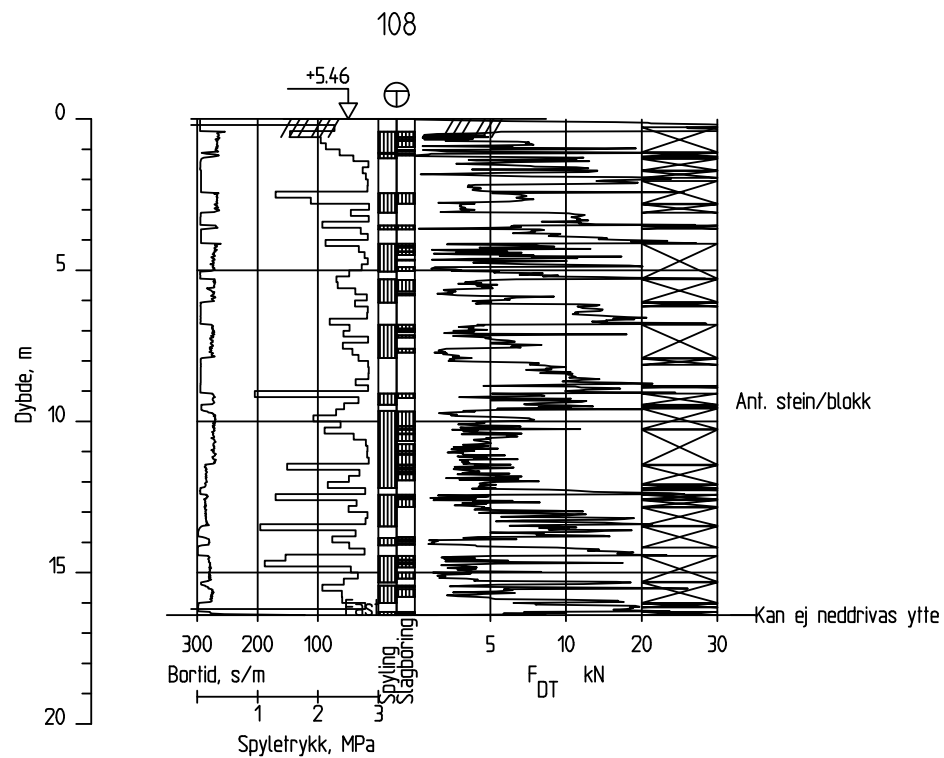 108
+5.46
0
5
10
15
20
Dybde, m
Ant. stein/blokk
Fast
Kan ej neddrivas ytte
300 200 100
5 10 20 30
Bortid, s/m
Spyling
Slagboring
F DT kN
1 2 3
Spyletrykk, MPa